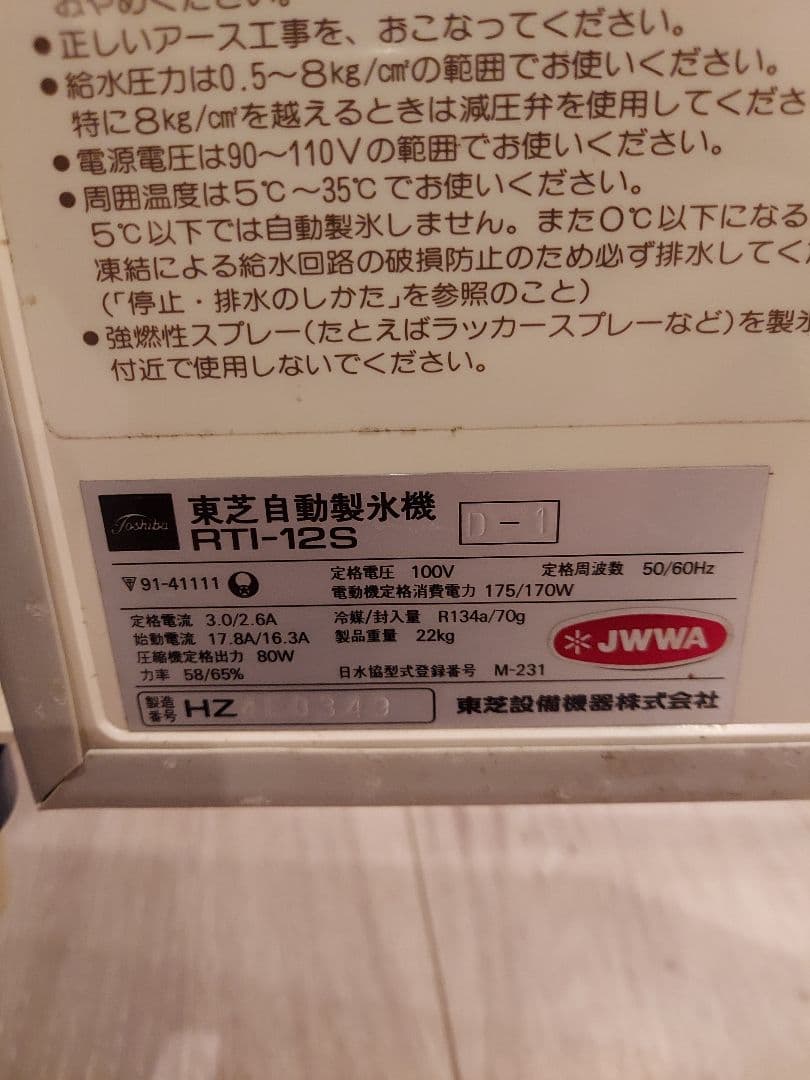 おやめください。
●正しいアース工事を、おこなってください。
●給水圧力は0.5～8kg/c㎡の範囲でお使いください。
特に8kg/c㎡を越えるときは減圧弁を使用してくださ
●電源電圧は90～110Vの範囲でお使いください。
●周囲温度は5℃～35℃でお使いください。
5℃以下では自動製氷しません。また0℃以下になる
凍結による給水回路の破損防止のため必ず排水してく
(「停止・排水のしかた」を参照のこと)
●強燃性スプレー(たとえばラッカースプレーなど)を製氷
付近で使用しないでください。
Toshiba 東芝自動製氷機
RTI-12S D-1
91-41111 定格電圧 100V 定格周波数 50/60Hz
電動機定格消費電力 175/170W
定格電流 3.0/2.6A 冷媒/封入量 R134a/70g
始動電流 17.8A/16.3A 製品重量 22kg
圧縮機定格出力 80W JWWA
力率 58/65% 日水協型式登録番号 M-231
製造番号 HZ 東芝設備機器株式会社